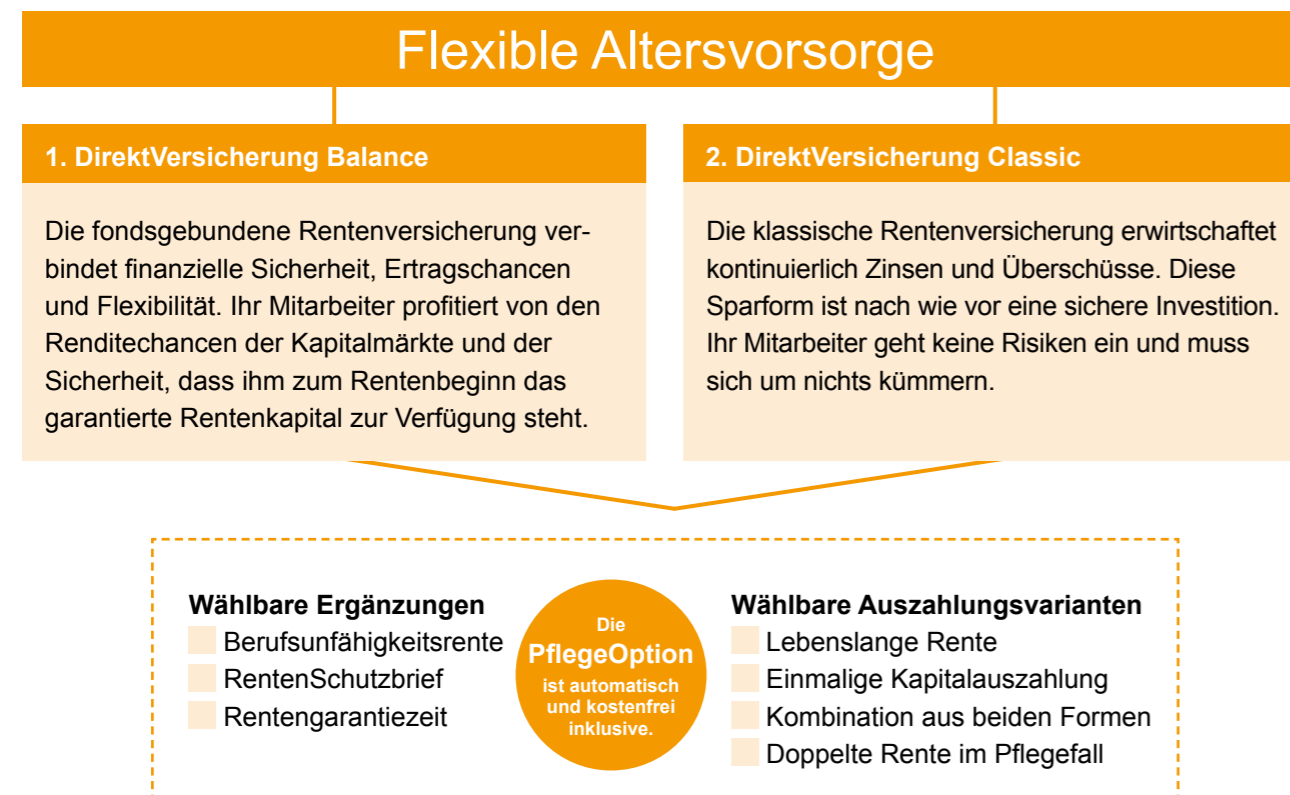 Flexible Altersvorsorge
1. DirektVersicherung Balance
Die fondsgebundene Rentenversicherung ver-
bindet finanzielle Sicherheit, Ertragschancen
und Flexibilität. Ihr Mitarbeiter profitiert von den
Renditechancen der Kapitalmärkte und der
Sicherheit, dass ihm zum Rentenbeginn das
garantierte Rentenkapital zur Verfügung steht.
2. DirektVersicherung Classic
Die klassische Rentenversicherung erwirtschaftet
kontinuierlich Zinsen und Überschüsse. Diese
Sparform ist nach wie vor eine sichere Investition.
Ihr Mitarbeiter geht keine Risiken ein und muss
sich um nichts kümmern.
Wählbare Ergänzungen
Berufsunfähigkeitsrente
RentenSchutzbrief
Rentengarantiezeit
Die
PflegeOption
ist automatisch
und kostenfrei
inklusive.
Wählbare Auszahlungsvarianten
Lebenslange Rente
Einmalige Kapitalauszahlung
Kombination aus beiden Formen
Doppelte Rente im Pflegefall